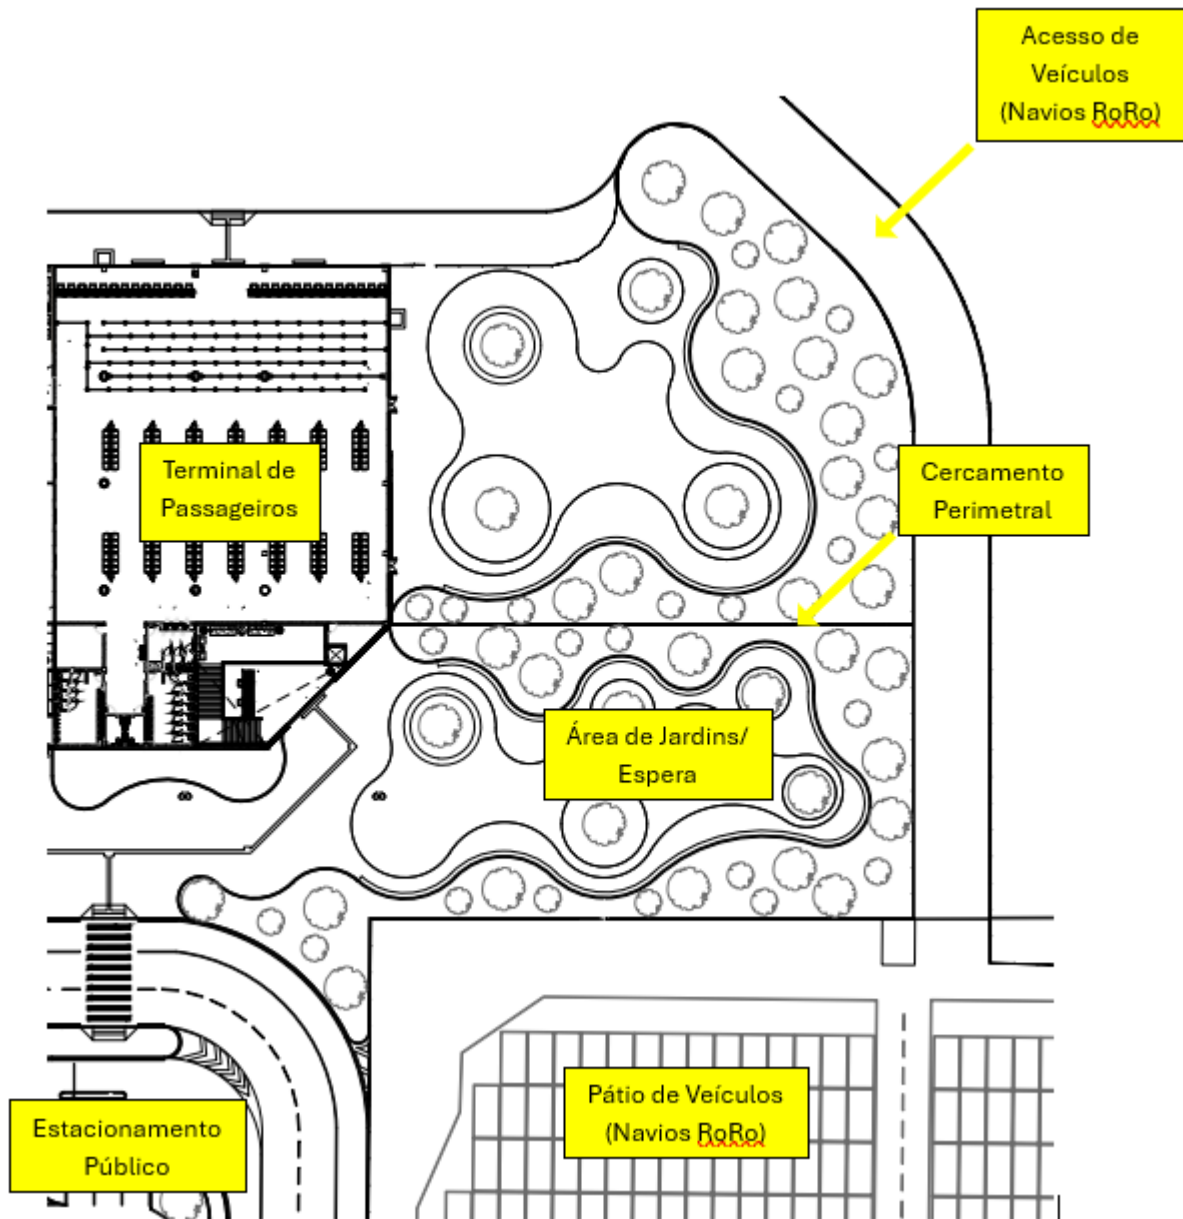 Acesso de
Veículos
(Navios RoRo)
Terminal de
Passageiros
Cercamento
Perimetral
Área de Jardins/
Espera
Pátio de Veículos
(Navios RoRo)
Estacionamento
Público